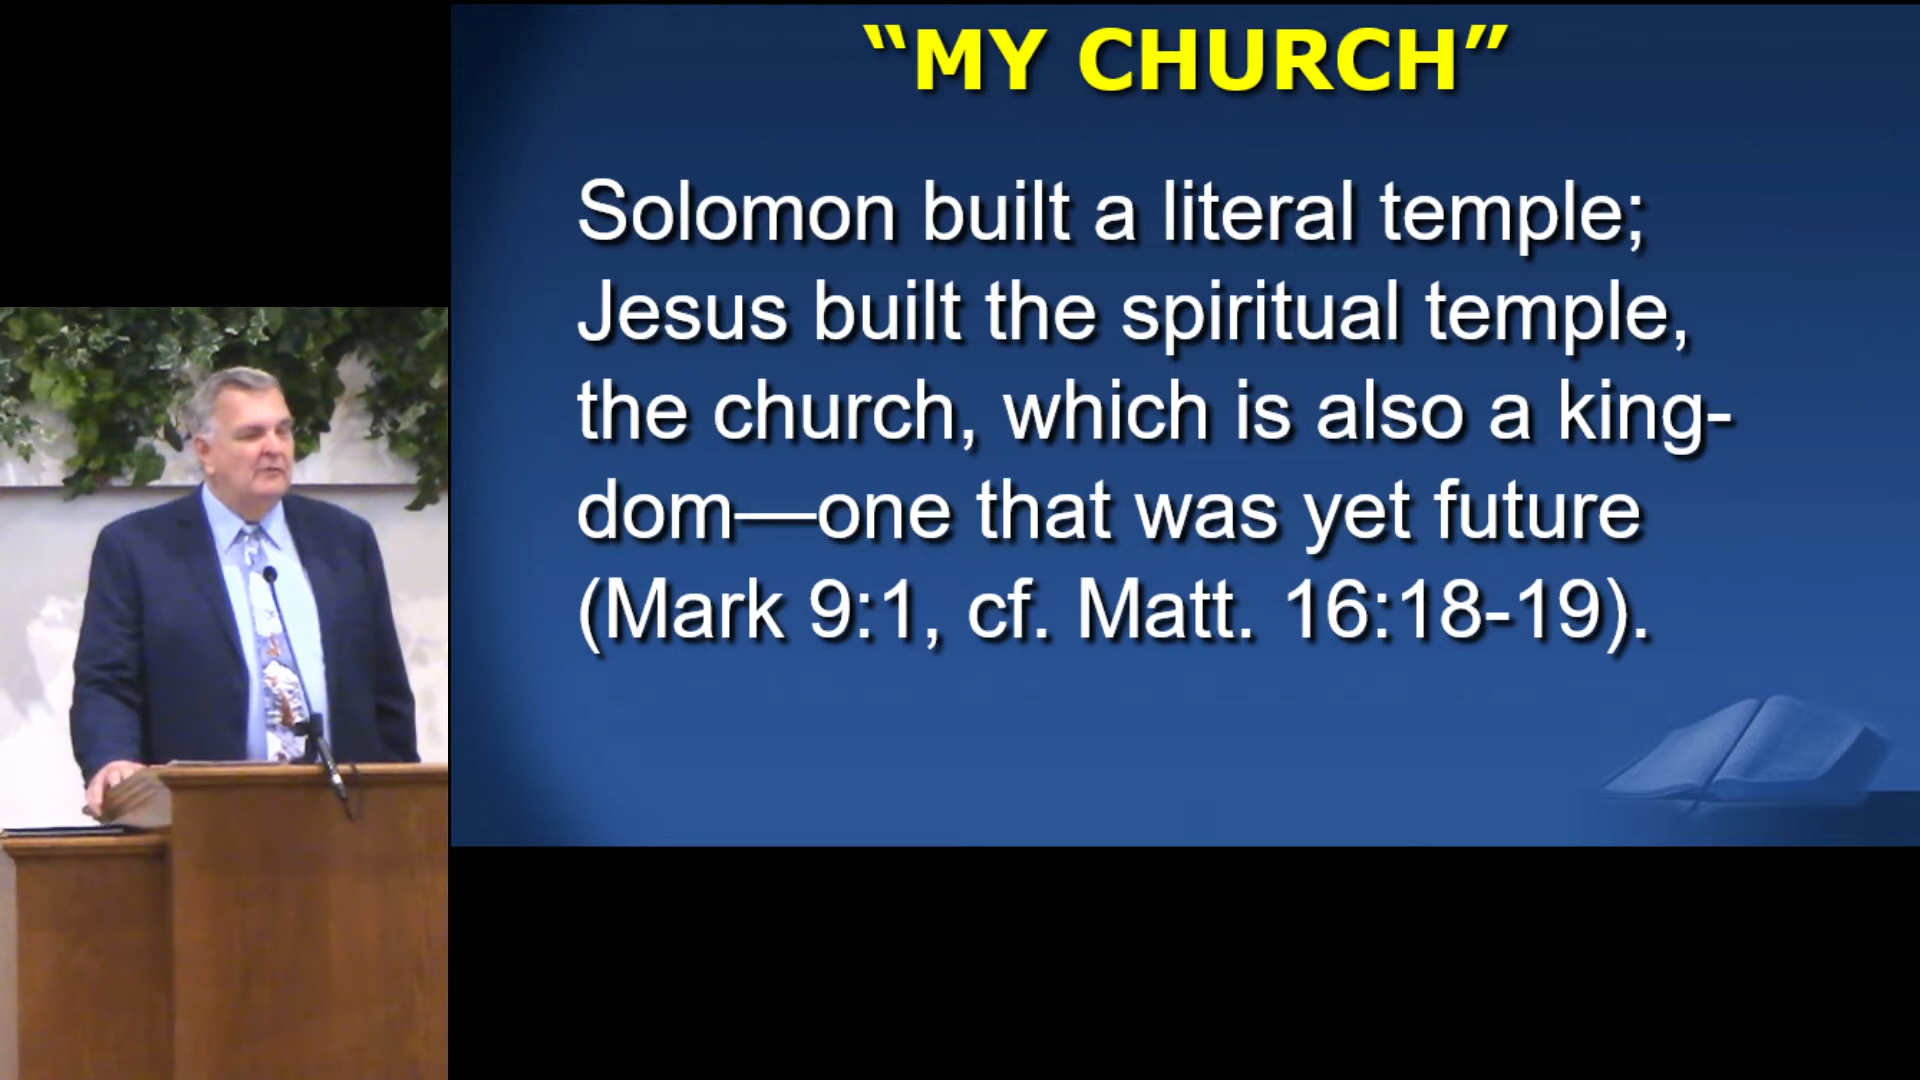 “MY CHURCH”
Solomon built a literal temple;
Jesus built the spiritual temple,
the church, which is also a king-
dom—one that was yet future
(Mark 9:1, cf. Matt. 16:18-19).